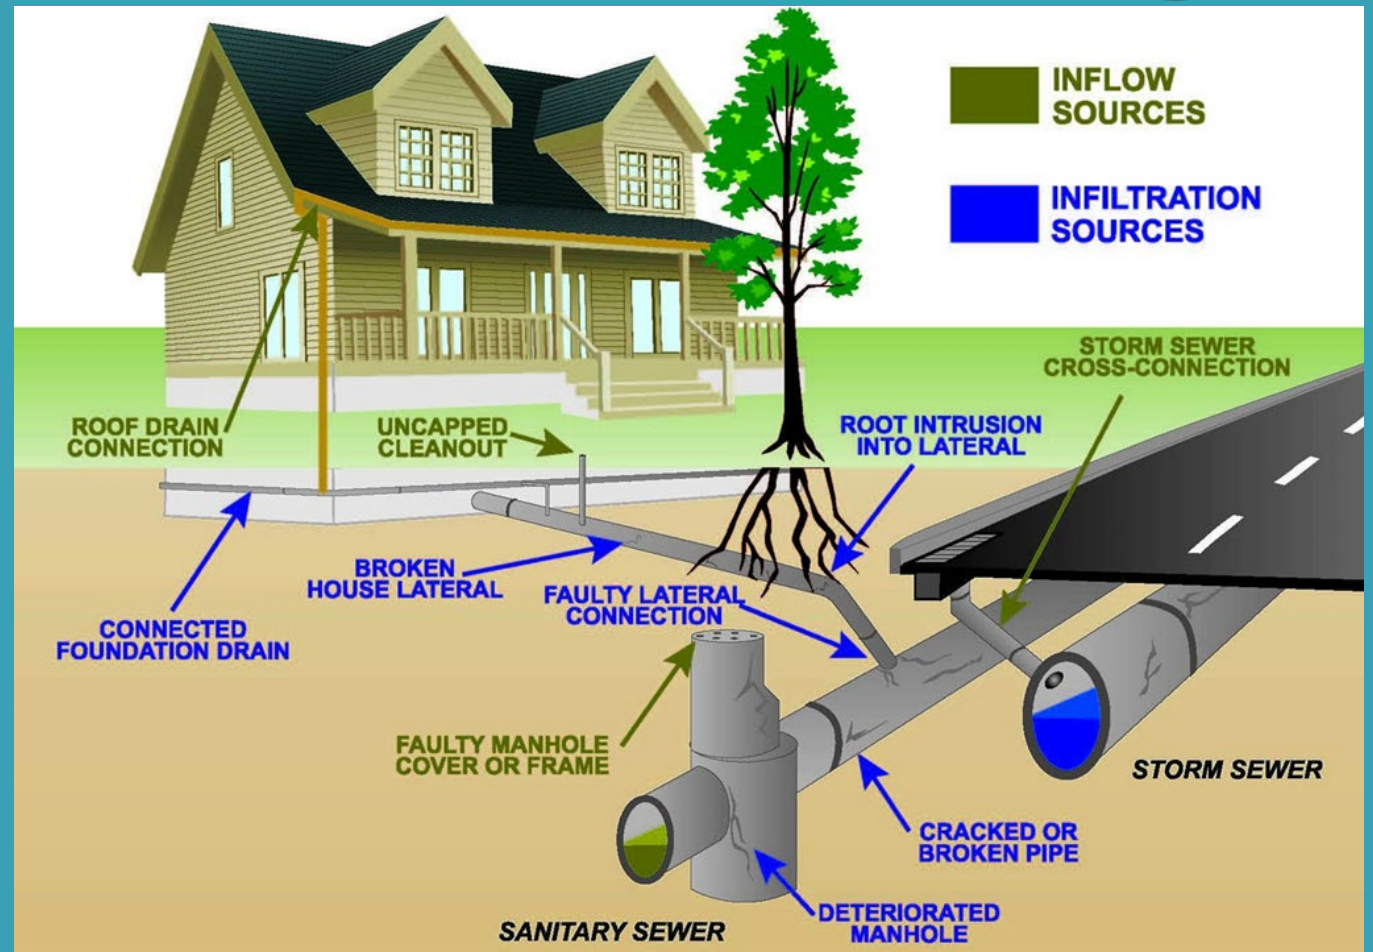 INFLOW
SOURCES
INFILTRATION
SOURCES
STORM SEWER
CROSS-CONNECTION
ROOF DRAIN
CONNECTION
UNCAPPED
CLEANOUT
ROOT INTRUSION
INTO LATERAL
BROKEN
HOUSE LATERAL
FAULTY LATERAL
CONNECTION
CONNECTED
FOUNDATION DRAIN
FAULTY MANHOLE
COVER OR FRAME
STORM SEWER
CRACKED OR
BROKEN PIPE
DETERIORATED
MANHOLE
SANITARY SEWER